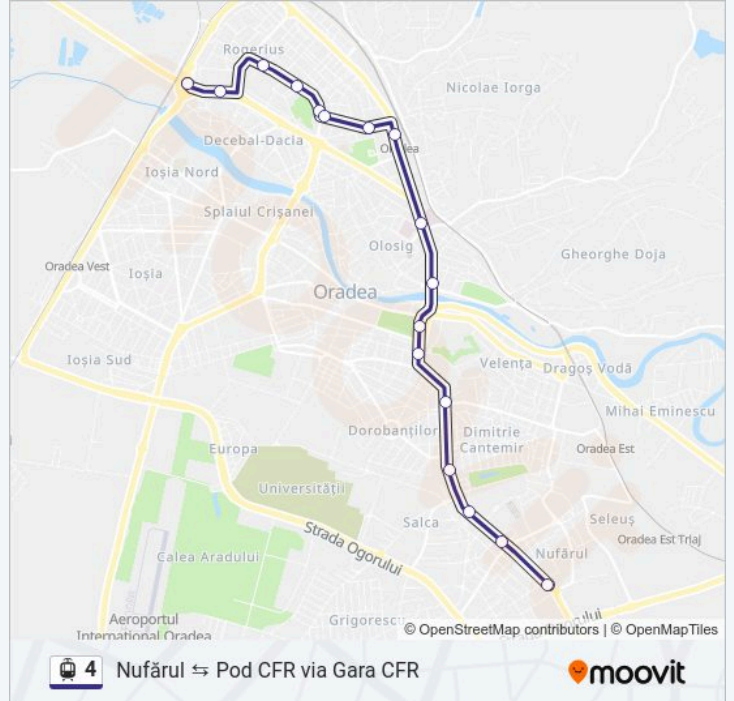 Rogerius
Nicolae Iorga
Decebal-Dacia
Oradea
Ioșia Nord
Splaiul Crișanei
Olosig
Gheorghe Doja
Oradea Vest
Ioșia
Oradea
Ioșia Sud
Velența
Dragoș Vodă
Mihai Eminescu
Dorobanților
Dimitrie
Cantemir
Oradea Est
Europa
Universității
Salca
Seleuș
Strada Ogorului
Oradea Est Triaj
Nufărul
Calea Aradului
Aeroportul
International Oradea
Grigorescu
© OpenStreetMap contributors | © OpenMapTiles
4 Nufărul ⇆ Pod CFR via Gara CFR
moovit